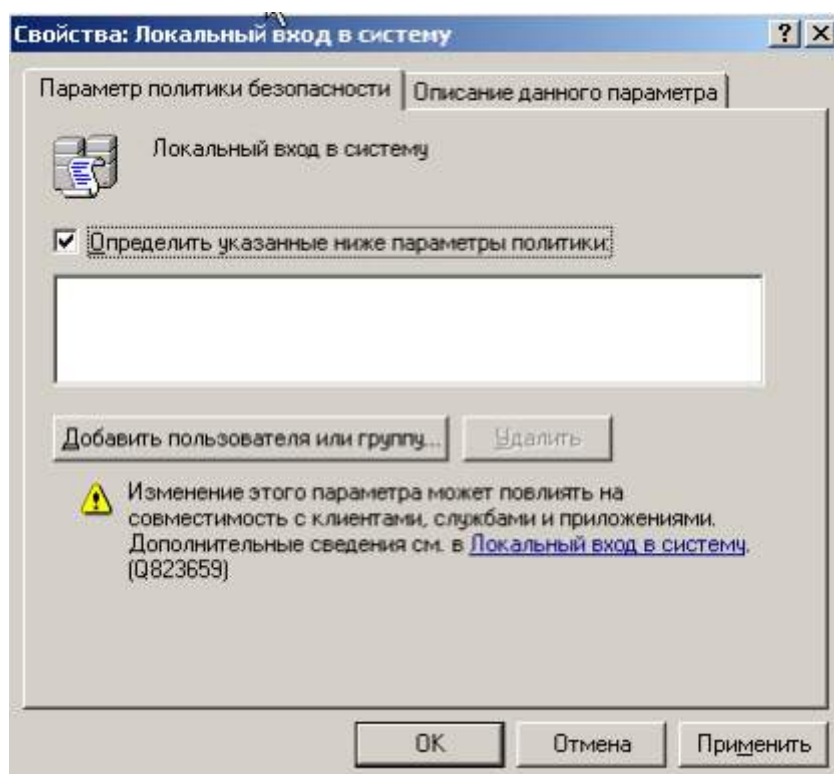 Свойства: Локальный вход в систему
Параметр политики безопасности
Описание данного параметра
Локальный вход в систему
Определить указанные ниже параметры политики:
Добавить пользователя или группу...
Удалить
Изменение этого параметра может повлиять на
совместимость с клиентами, службами и приложениями.
Дополнительные сведения см. в Локальный вход в систему.
(Q823659)
OK
Отмена
Применить